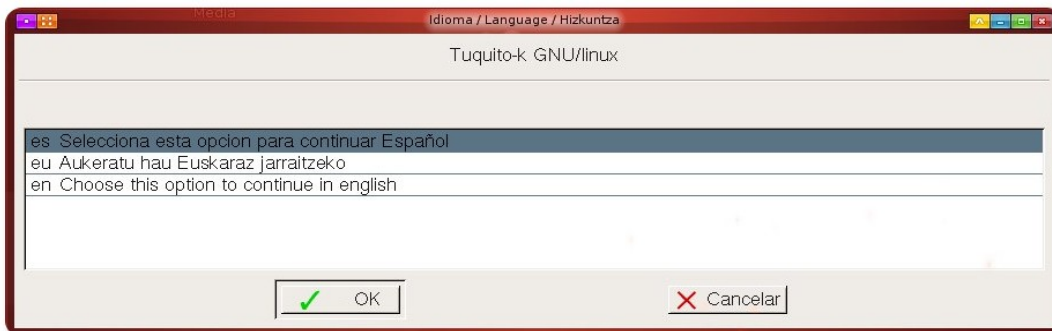 Media
Idioma / Language / Hizkuntza
Tuquito-k GNU/linux
es Selecciona esta opcion para continuar Español
eu Aukeratu hau Euskaraz jarraitzeko
en Choose this option to continue in english
OK
Cancelar